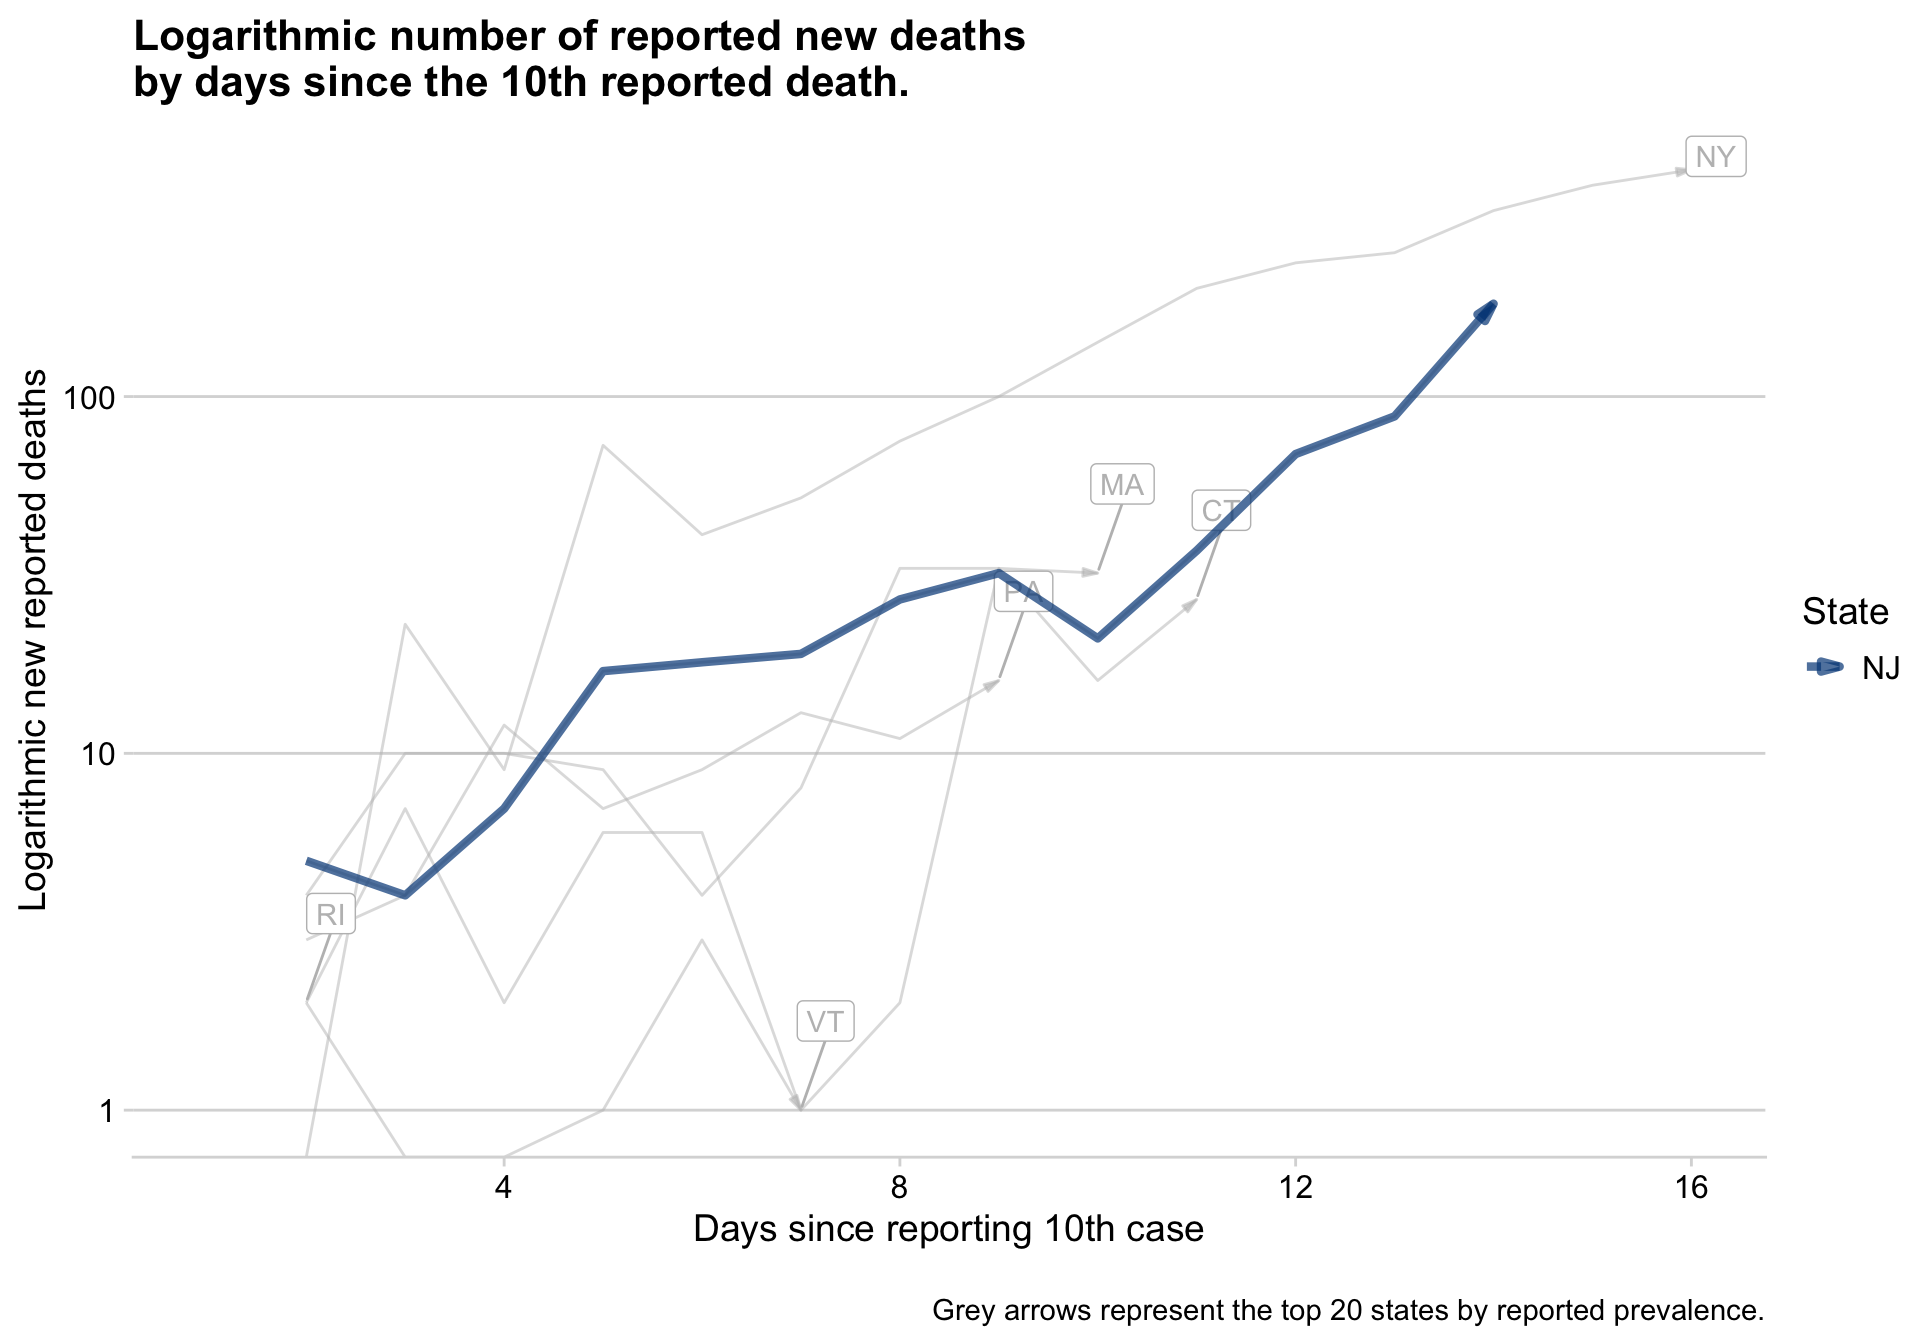 Logarithmic number of reported new deaths
by days since the 10th reported death.
NY
MA
CT
PA
RI
VT
Logarithmic new reported deaths
100
10
1
4
8
12
16
Days since reporting 10th case
State
NJ
Grey arrows represent the top 20 states by reported prevalence.